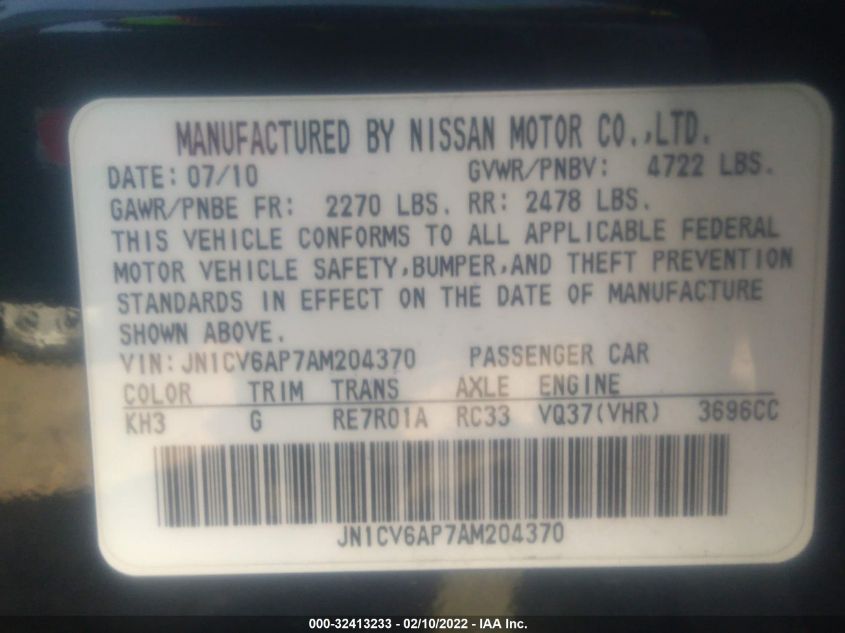 MANUFACTURED BY NISSAN MOTOR CO.,LTD.
DATE: 07/10 GVWR/PNBV: 4722 LBS.
GAWR/PNBE FR: 2270 LBS. RR: 2478 LBS.
THIS VEHICLE CONFORMS TO ALL APPLICABLE FEDERAL
MOTOR VEHICLE SAFETY,BUMPER,AND THEFT PREVENTION
STANDARDS IN EFFECT ON THE DATE OF MANUFACTURE
SHOWN ABOVE.
VIN: JN1CV6AP7AM204370 PASSENGER CAR
COLOR TRIM TRANS AXLE ENGINE
KH3 G RE7R01A RC33 VQ37(VHR) 3696CC
JN1CV6AP7AM204370
000-32413233 - 02/10/2022 - IAA Inc.